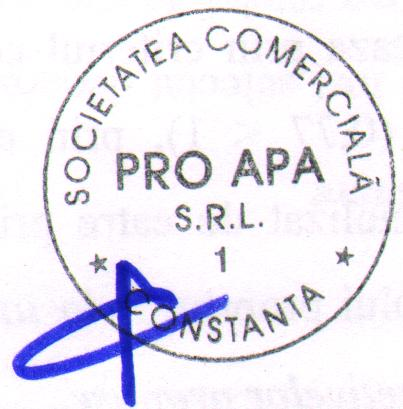 SOCIETATEA COMERCIALĂ
PRO APA
S.R.L.
1
* CONSTANTA *